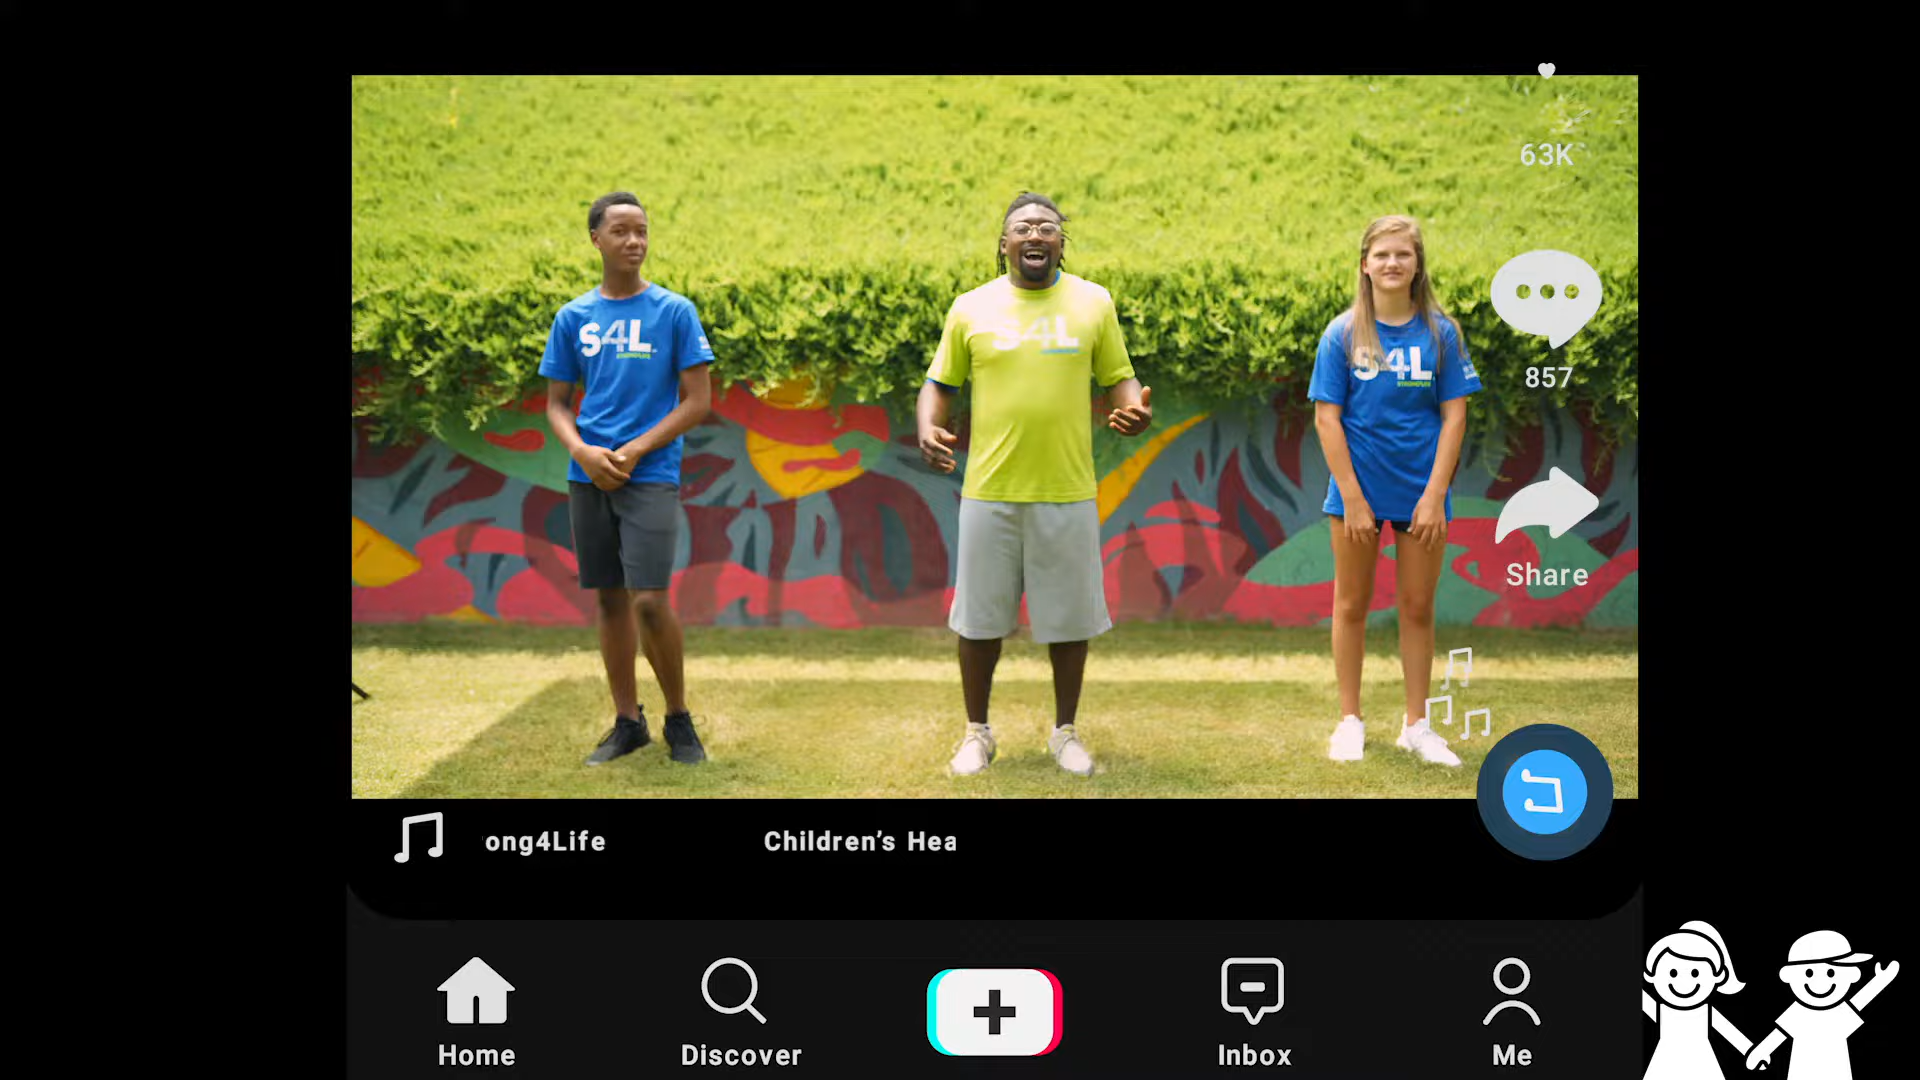 63K
S4L
S4L
S4L
857
Share
ong4Life
Children’s Hea
Home
Discover
Inbox
Me